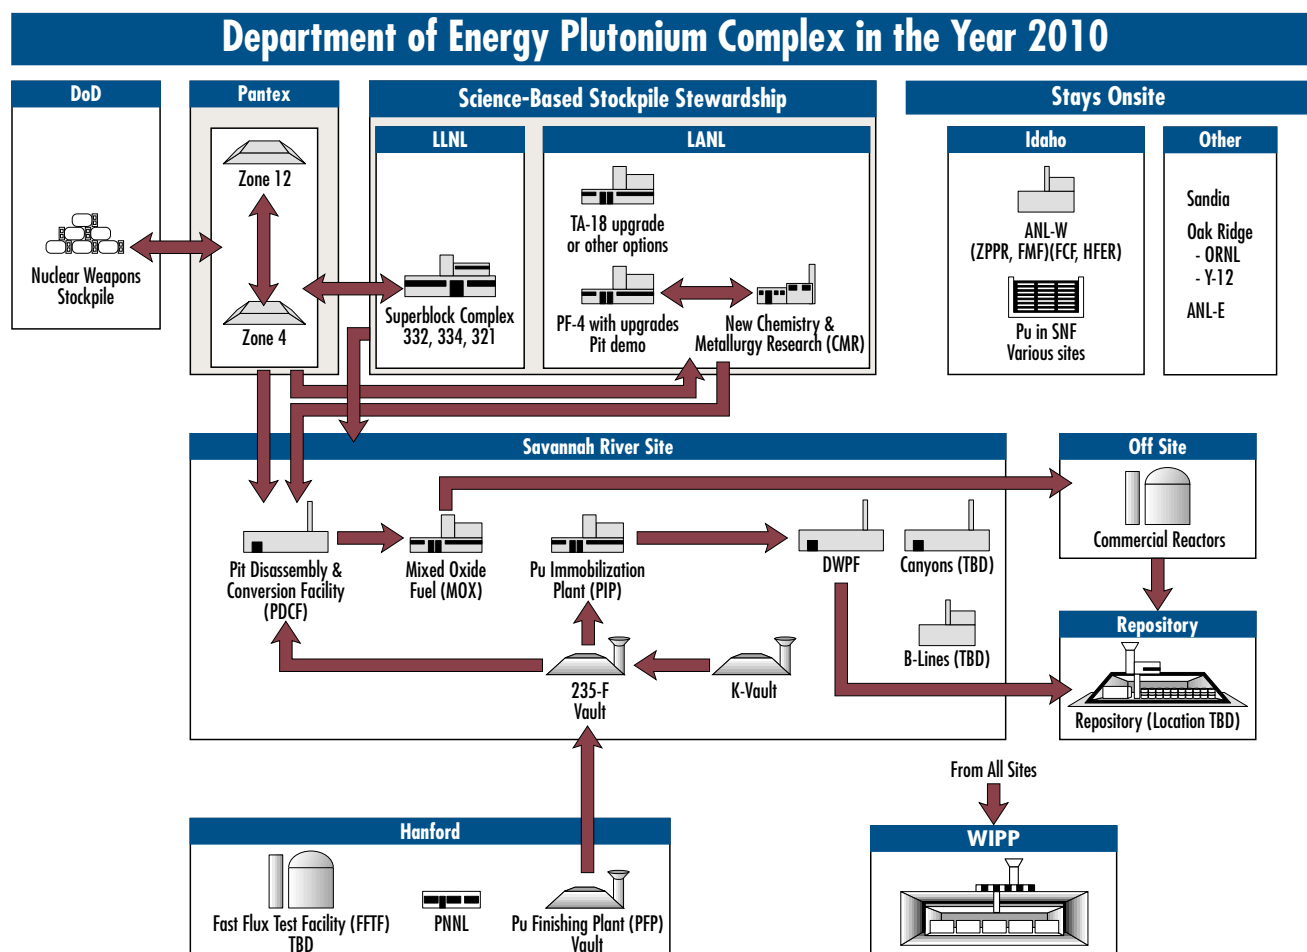 Department of Energy Plutonium Complex in the Year 2010
DoD
Nuclear Weapons
Stockpile
Pantex
Zone 12
Zone 4
Science-Based Stockpile Stewardship
LLNL
Superblock Complex
332, 334, 321
LANL
TA-18 upgrade
or other options
PF-4 with upgrades
Pit demo
New Chemistry &
Metallurgy Research (CMR)
Stays Onsite
Idaho
ANL-W
(ZPPR, FMF)(FCF, HFER)
Pu in SNF
Various sites
Other
Sandia
Oak Ridge
- ORNL
- Y-12
ANL-E
Savannah River Site
Pit Disassembly &
Conversion Facility
(PDCF)
Mixed Oxide
Fuel (MOX)
Pu Immobilization
Plant (PIP)
DWPF
Canyons (TBD)
B-Lines (TBD)
235-F
Vault
K-Vault
Off Site
Commercial Reactors
Repository
Repository (Location TBD)
From All Sites
WIPP
Hanford
Fast Flux Test Facility (FFTF)
TBD
PNNL
Pu Finishing Plant (PFP)
Vault